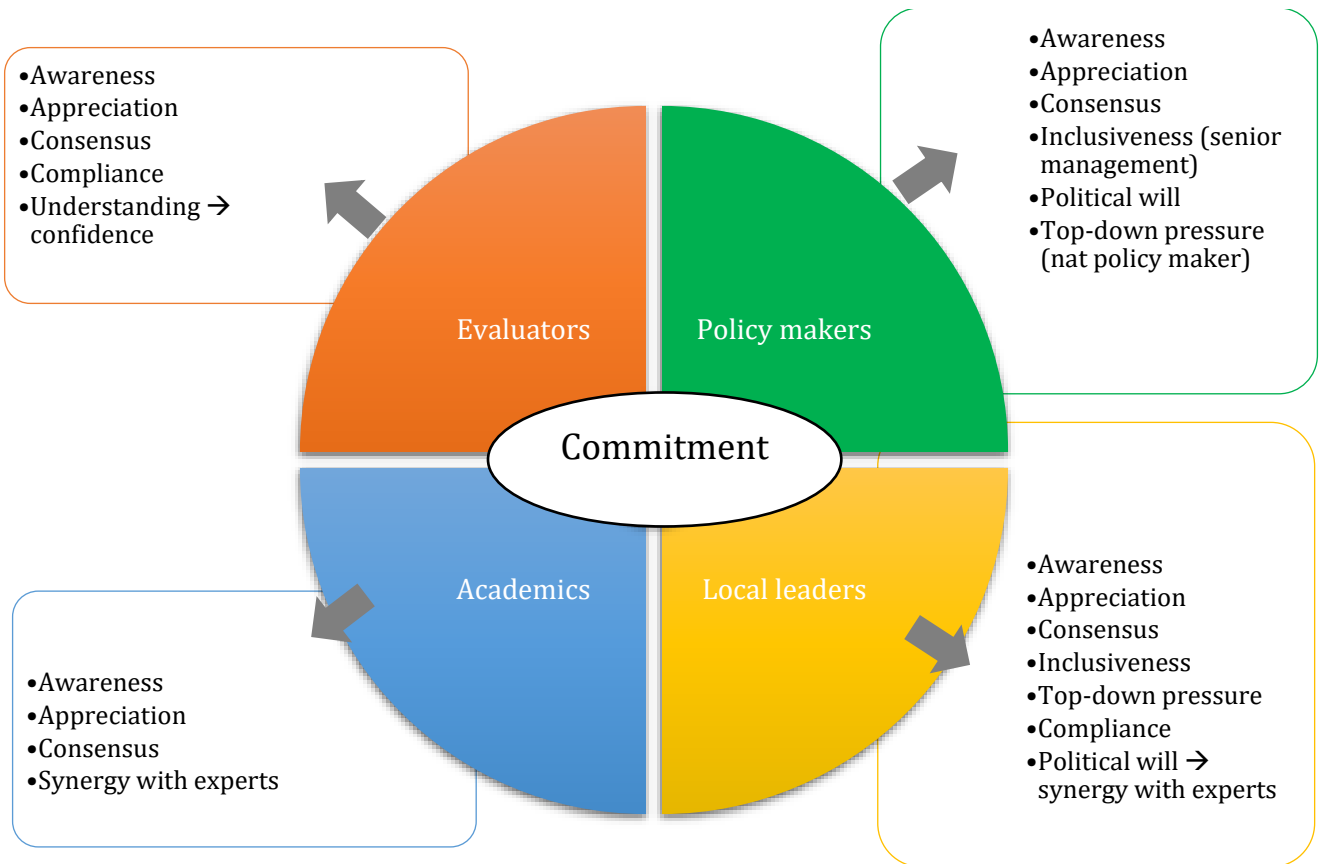 •Awareness
•Appreciation
•Consensus
•Compliance
•Understanding →
confidence
•Awareness
•Appreciation
•Consensus
•Inclusiveness (senior
management)
•Political will
•Top-down pressure
(nat policy maker)
Evaluators
Policy makers
Commitment
Academics
Local leaders
•Awareness
•Appreciation
•Consensus
•Synergy with experts
•Awareness
•Appreciation
•Consensus
•Inclusiveness
•Top-down pressure
•Compliance
•Political will →
synergy with experts